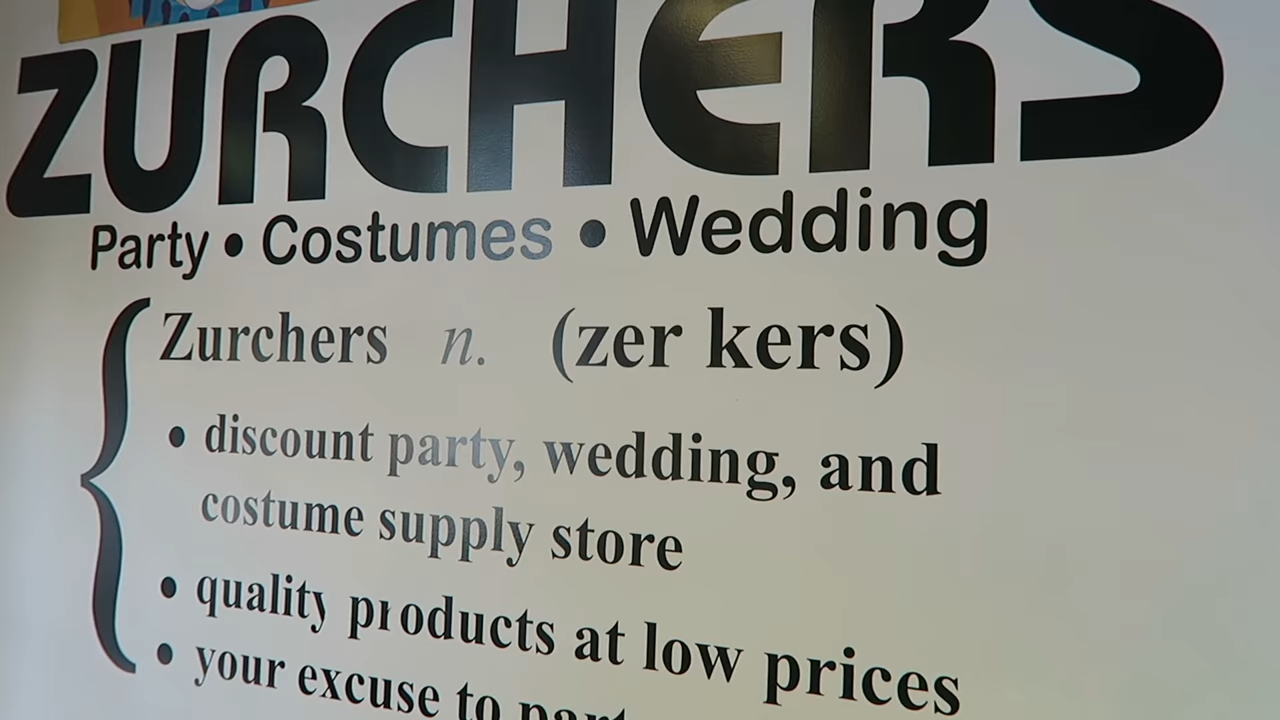 ZURCHERS
Party • Costumes • Wedding
Zurchers n. (zer kers)
• discount party, wedding, and
costume supply store
• quality products at low prices
• your excuse to